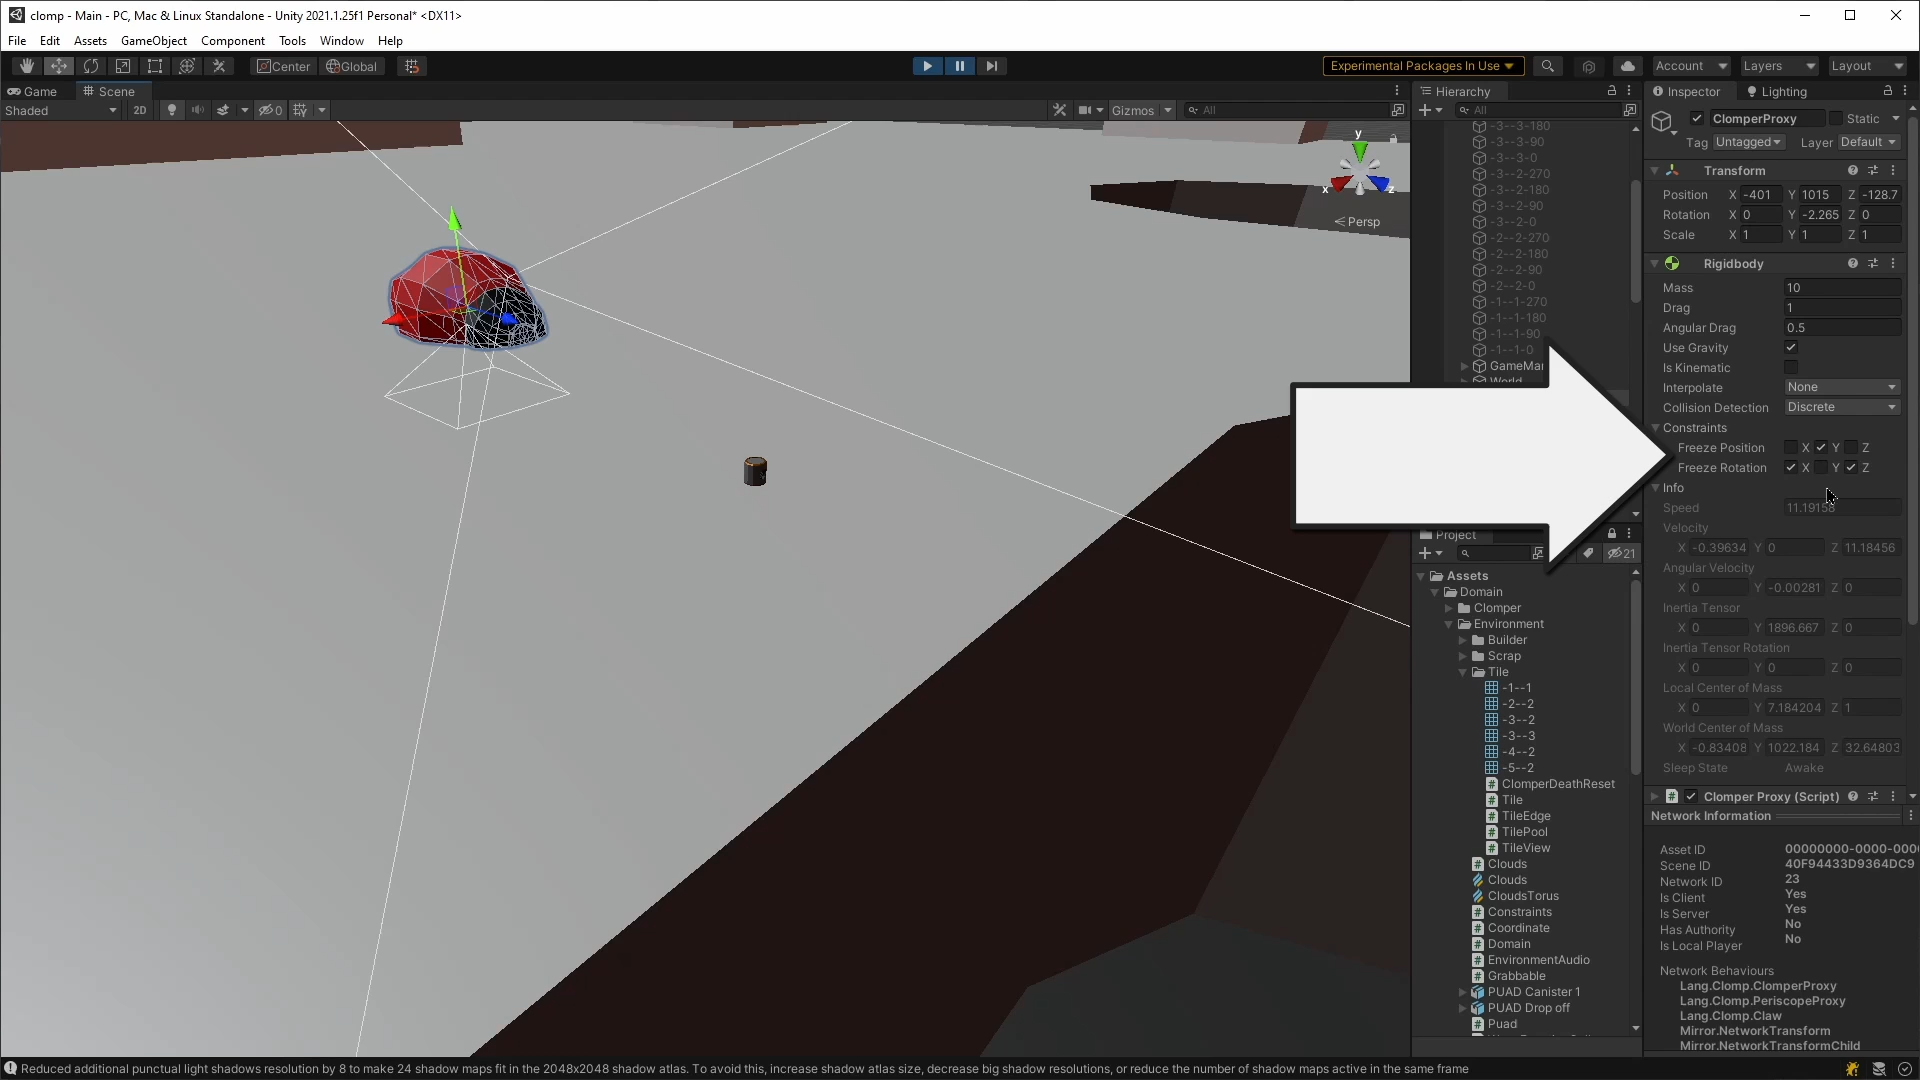 clomp - Main - PC, Mac & Linux Standalone - Unity 2021.1.25f1 Personal* <DX11>
File Edit Assets GameObject Component Tools Window Help
Center Global
Experimental Packages In Use
Account Layers Layout
Game Scene
Shaded 2D 0 Gizmos All
y
x z
Persp
Hierarchy
All
-3--3-180
-3--3-90
-3--3-0
-3--2-270
-3--2-180
-3--2-90
-3--2-0
-2--2-270
-2--2-180
-2--2-90
-2--2-0
-1--1-270
-1--1-180
-1--1-90
-1--1-0
GameMa
World
Project
21
Assets
Domain
Clomper
Environment
Builder
Scrap
Tile
-1--1
-2--2
-3--2
-3--3
-4--2
-5--2
ClomperDeathReset
Tile
TileEdge
TilePool
TileView
Clouds
Clouds
CloudsTorus
Constraints
Coordinate
Domain
EnvironmentAudio
Grabbable
PUAD Canister 1
PUAD Drop off
Puad
Inspector Lighting
ClomperProxy Static
Tag Untagged Layer Default
Transform
Position X -401 Y 1015 Z -128.7
Rotation X 0 Y -2.265 Z 0
Scale X 1 Y 1 Z 1
Rigidbody
Mass 10
Drag 1
Angular Drag 0.5
Use Gravity
Is Kinematic
Interpolate None
Collision Detection Discrete
Constraints
Freeze Position X Y Z
Freeze Rotation X Y Z
Info
Speed 11.19158
Velocity
X -0.39634 Y 0 Z 11.18456
Angular Velocity
X 0 Y -0.00281 Z 0
Inertia Tensor
X 0 Y 1896.667 Z 0
Inertia Tensor Rotation
X 0 Y 0 Z 0
Local Center of Mass
X 0 Y 7.184204 Z 1
World Center of Mass
X -0.83408 Y 1022.184 Z 32.64803
Sleep State Awake
Clomper Proxy (Script)
Network Information
Asset ID 00000000-0000-000
Scene ID 40F94433D9364DC9
Network ID 23
Is Client Yes
Is Server Yes
Has Authority No
Is Local Player No
Network Behaviours
Lang.Clomp.ClomperProxy
Lang.Clomp.PeriscopeProxy
Lang.Clomp.Claw
Mirror.NetworkTransform
Mirror.NetworkTransformChild
Reduced additional punctual light shadows resolution by 8 to make 24 shadow maps fit in the 2048x2048 shadow atlas. To avoid this, increase shadow atlas size, decrease big shadow resolutions, or reduce the number of shadow maps active in the same frame